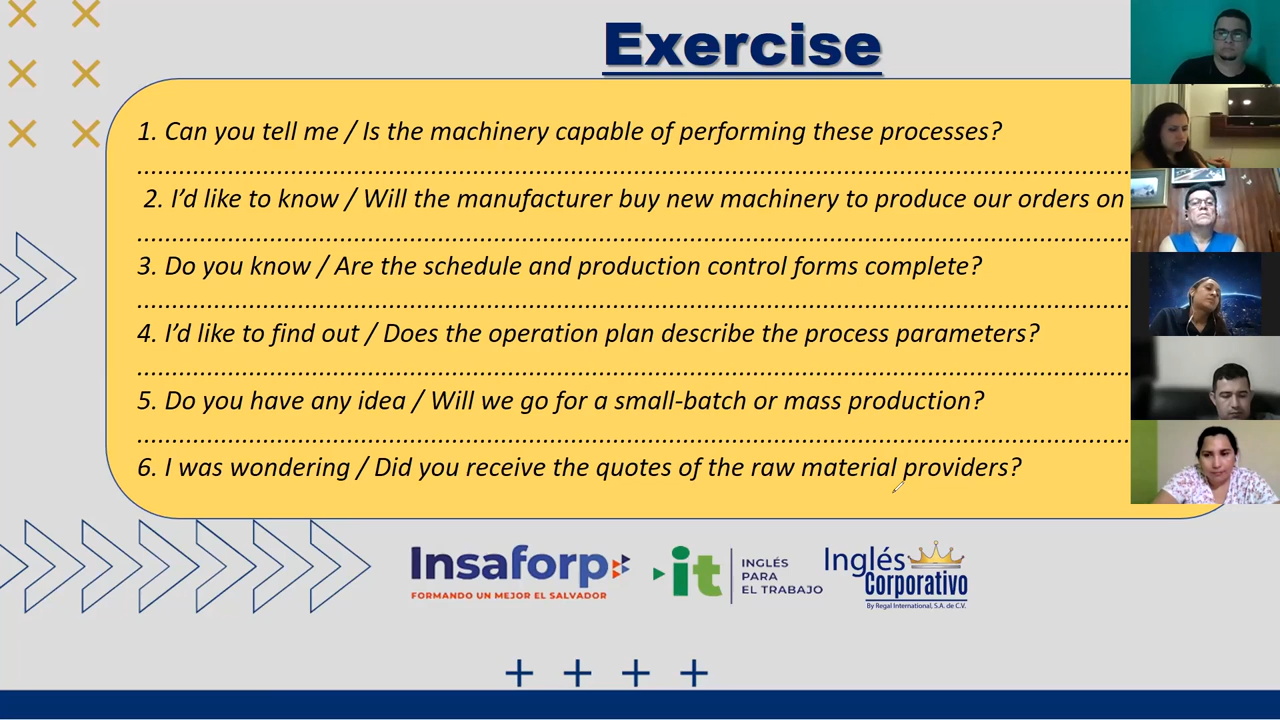 Exercise
1. Can you tell me / Is the machinery capable of performing these processes?
2. I’d like to know / Will the manufacturer buy new machinery to produce our orders on
3. Do you know / Are the schedule and production control forms complete?
4. I’d like to find out / Does the operation plan describe the process parameters?
5. Do you have any idea / Will we go for a small-batch or mass production?
6. I was wondering / Did you receive the quotes of the raw material providers?
Insaforp
FORMANDO UN MEJOR EL SALVADOR
it
INGLÉS
PARA
EL TRABAJO
Inglés
Corporativo
By Regal International, S.A. de C.V.